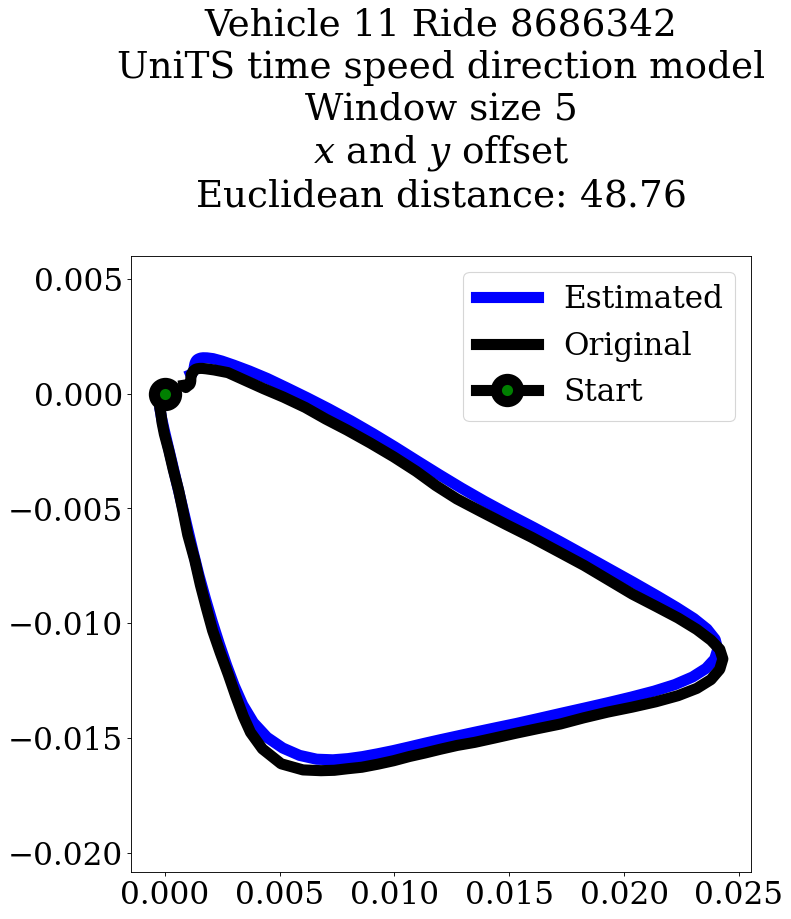 Vehicle 11 Ride 8686342
UniTS time speed direction model
Window size 5
x and y offset
Euclidean distance: 48.76
0.005
0.000
−0.005
−0.010
−0.015
−0.020
Estimated
Original
Start
0.000 0.005 0.010 0.015 0.020 0.025